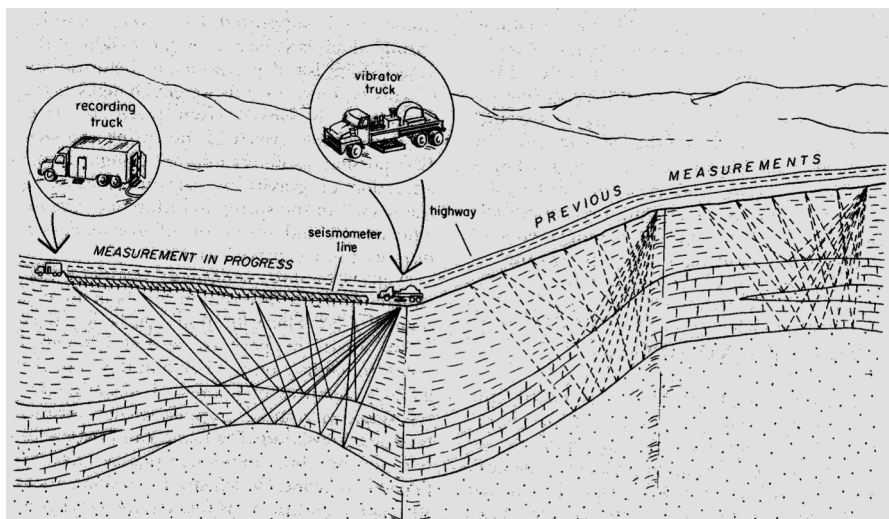 recording
truck
vibrator
truck
MEASUREMENT IN PROGRESS
seismometer
line
highway
PREVIOUS MEASUREMENTS